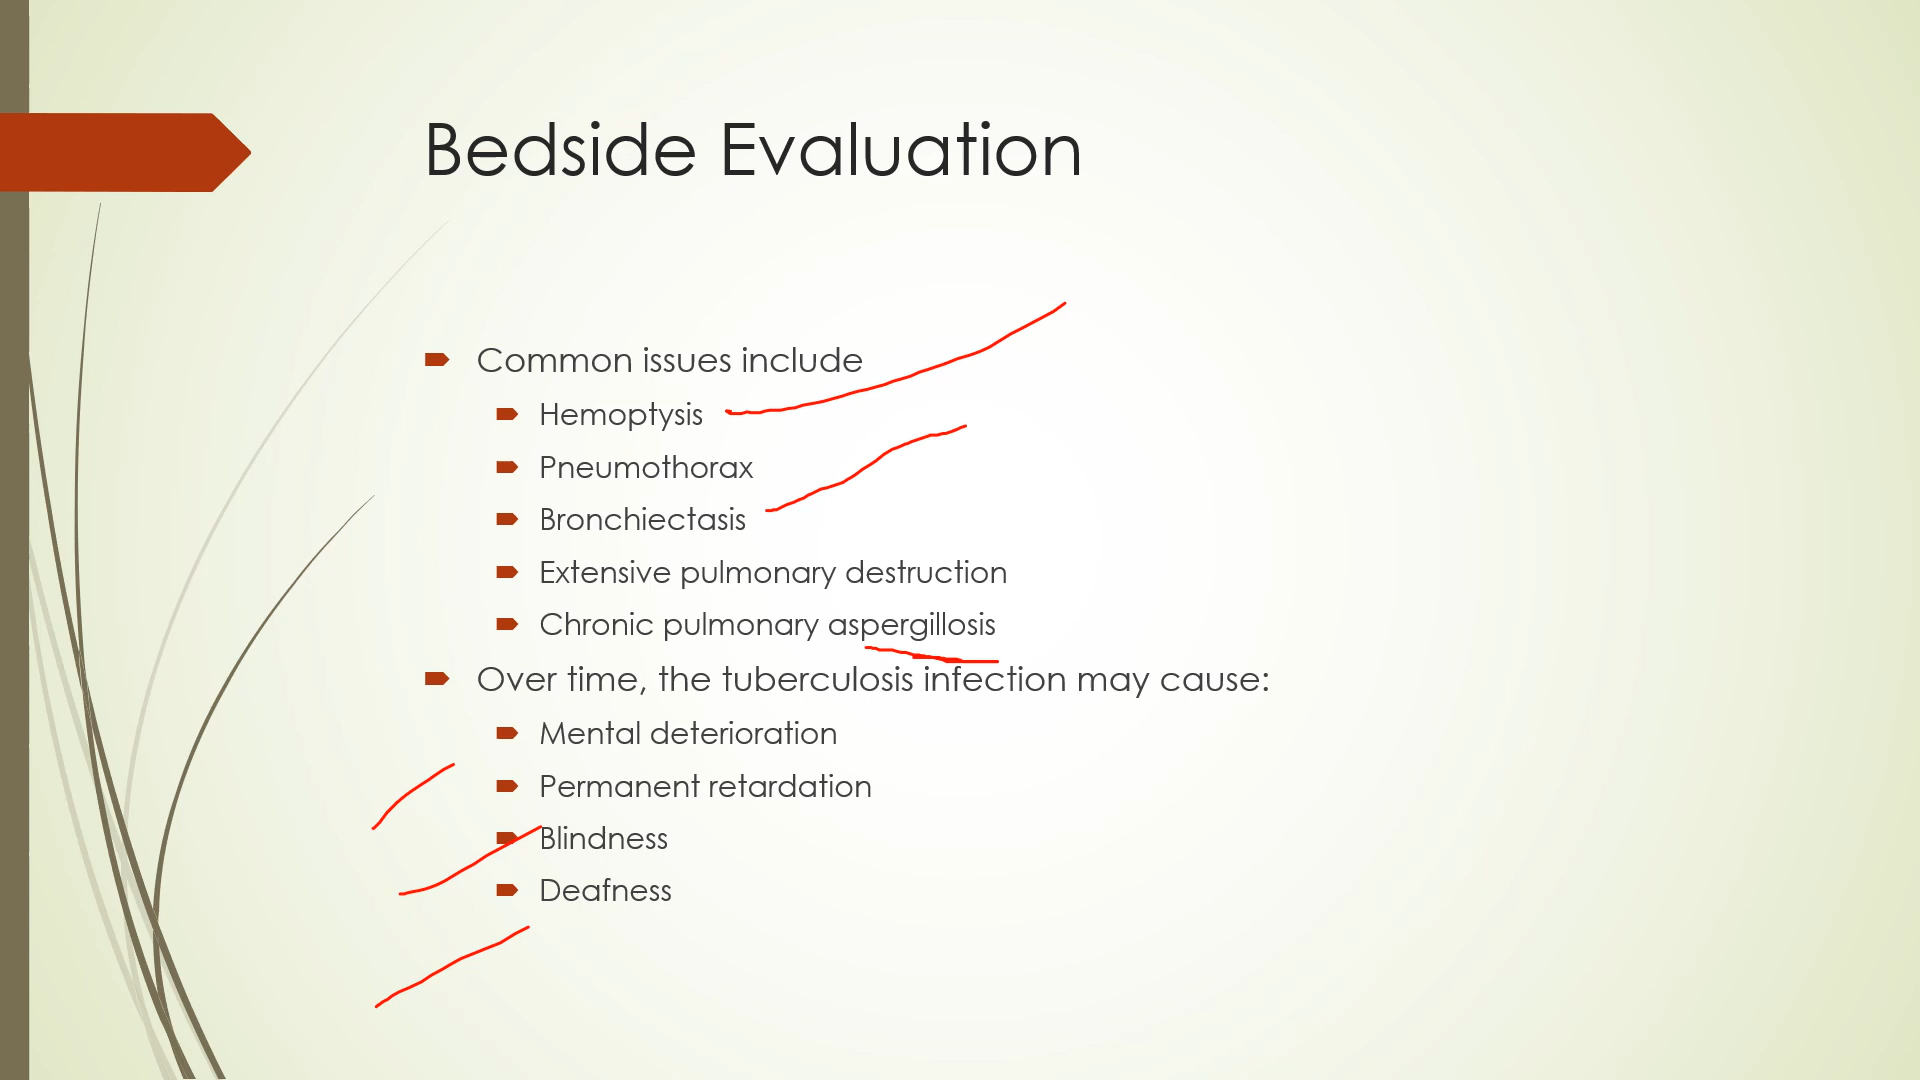 Bedside Evaluation
Common issues include
Hemoptysis
Pneumothorax
Bronchiectasis
Extensive pulmonary destruction
Chronic pulmonary aspergillosis
Over time, the tuberculosis infection may cause:
Mental deterioration
Permanent retardation
Blindness
Deafness